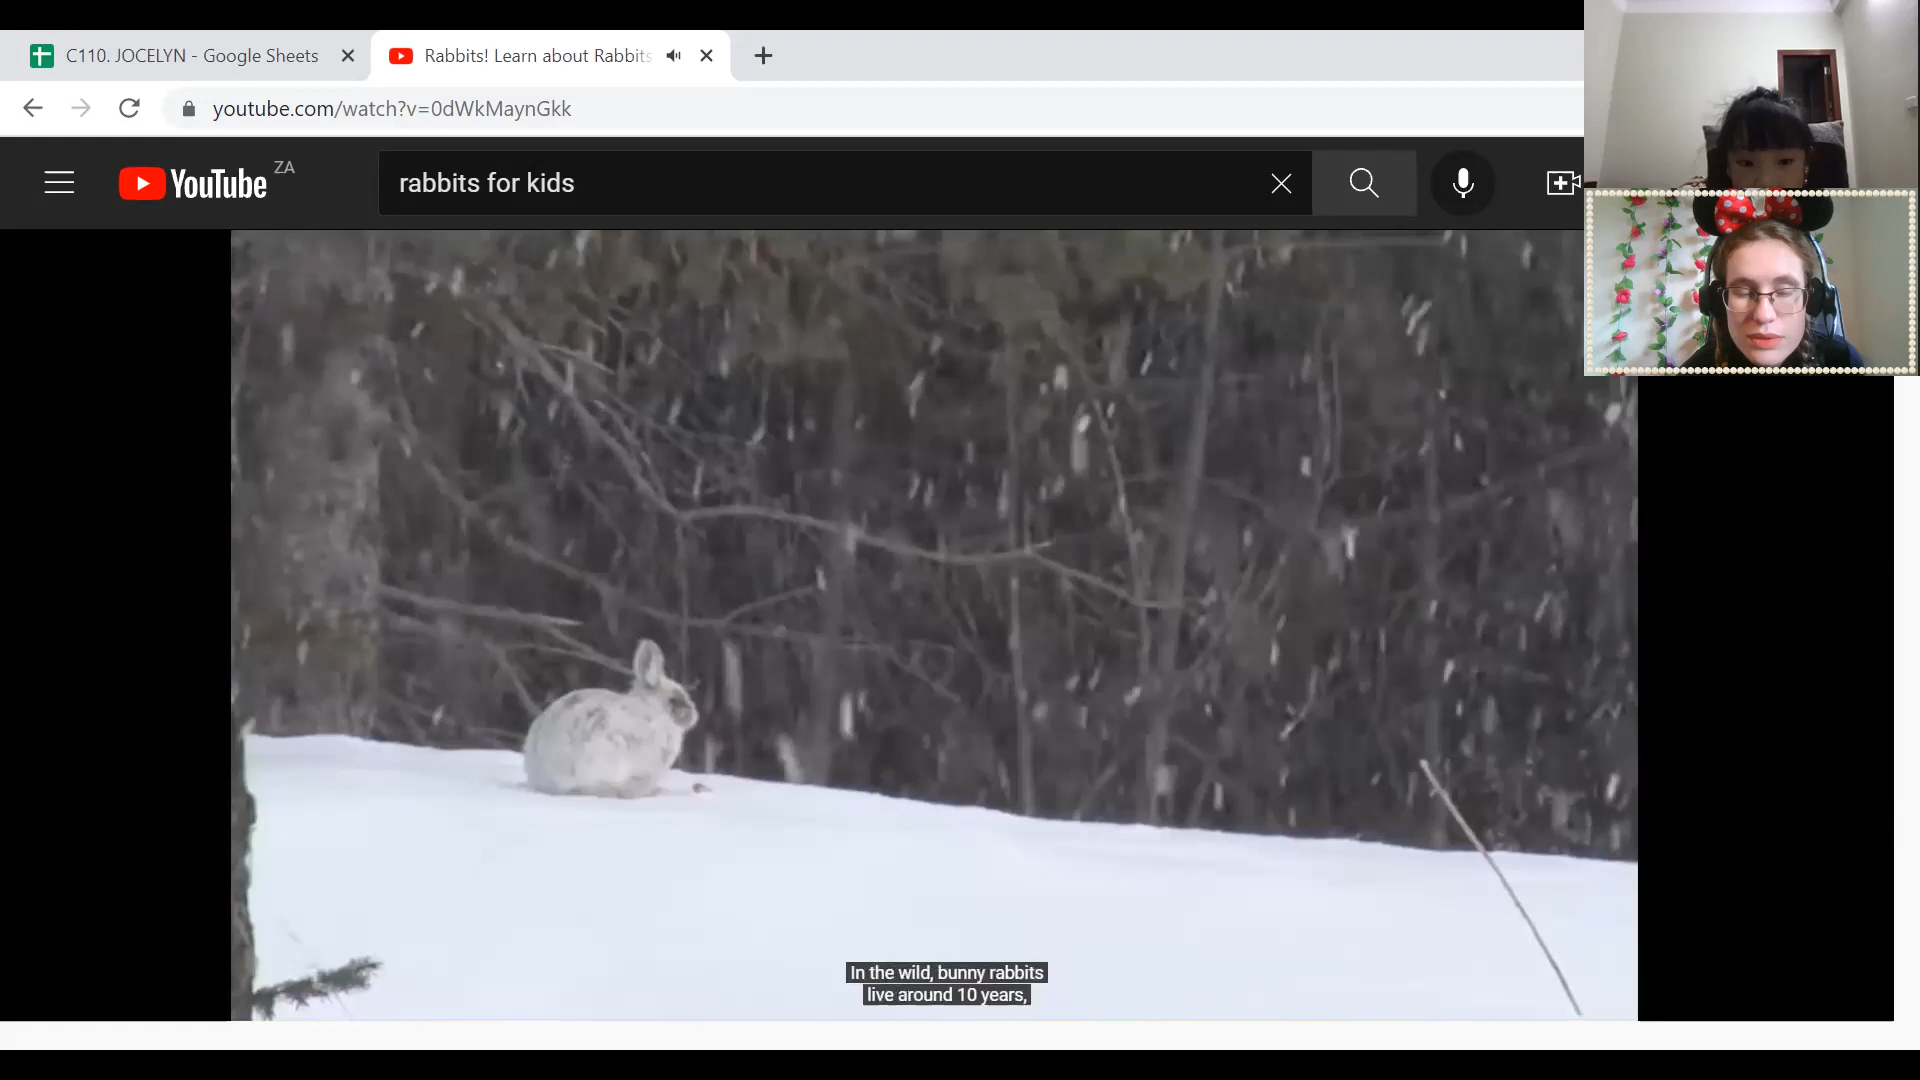 C110. JOCELYN - Google Sheets
Rabbits! Learn about Rabbits
youtube.com/watch?v=0dWkMaynGkk
YouTube ZA
rabbits for kids
In the wild, bunny rabbits
live around 10 years,